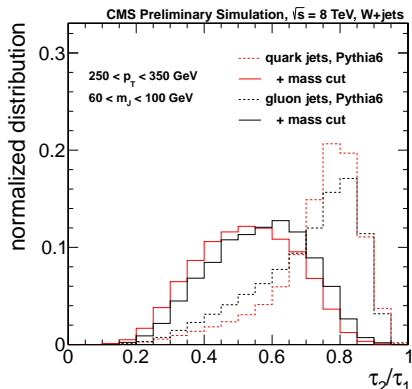 CMS Preliminary Simulation, √s = 8 TeV, W+jets
normalized distribution
0.3
0.2
0.1
0
250 < p_T < 350 GeV
60 < m_J < 100 GeV
quark jets, Pythia6
+ mass cut
gluon jets, Pythia6
+ mass cut
0 0.2 0.4 0.6 0.8 1
τ₂/τ₁